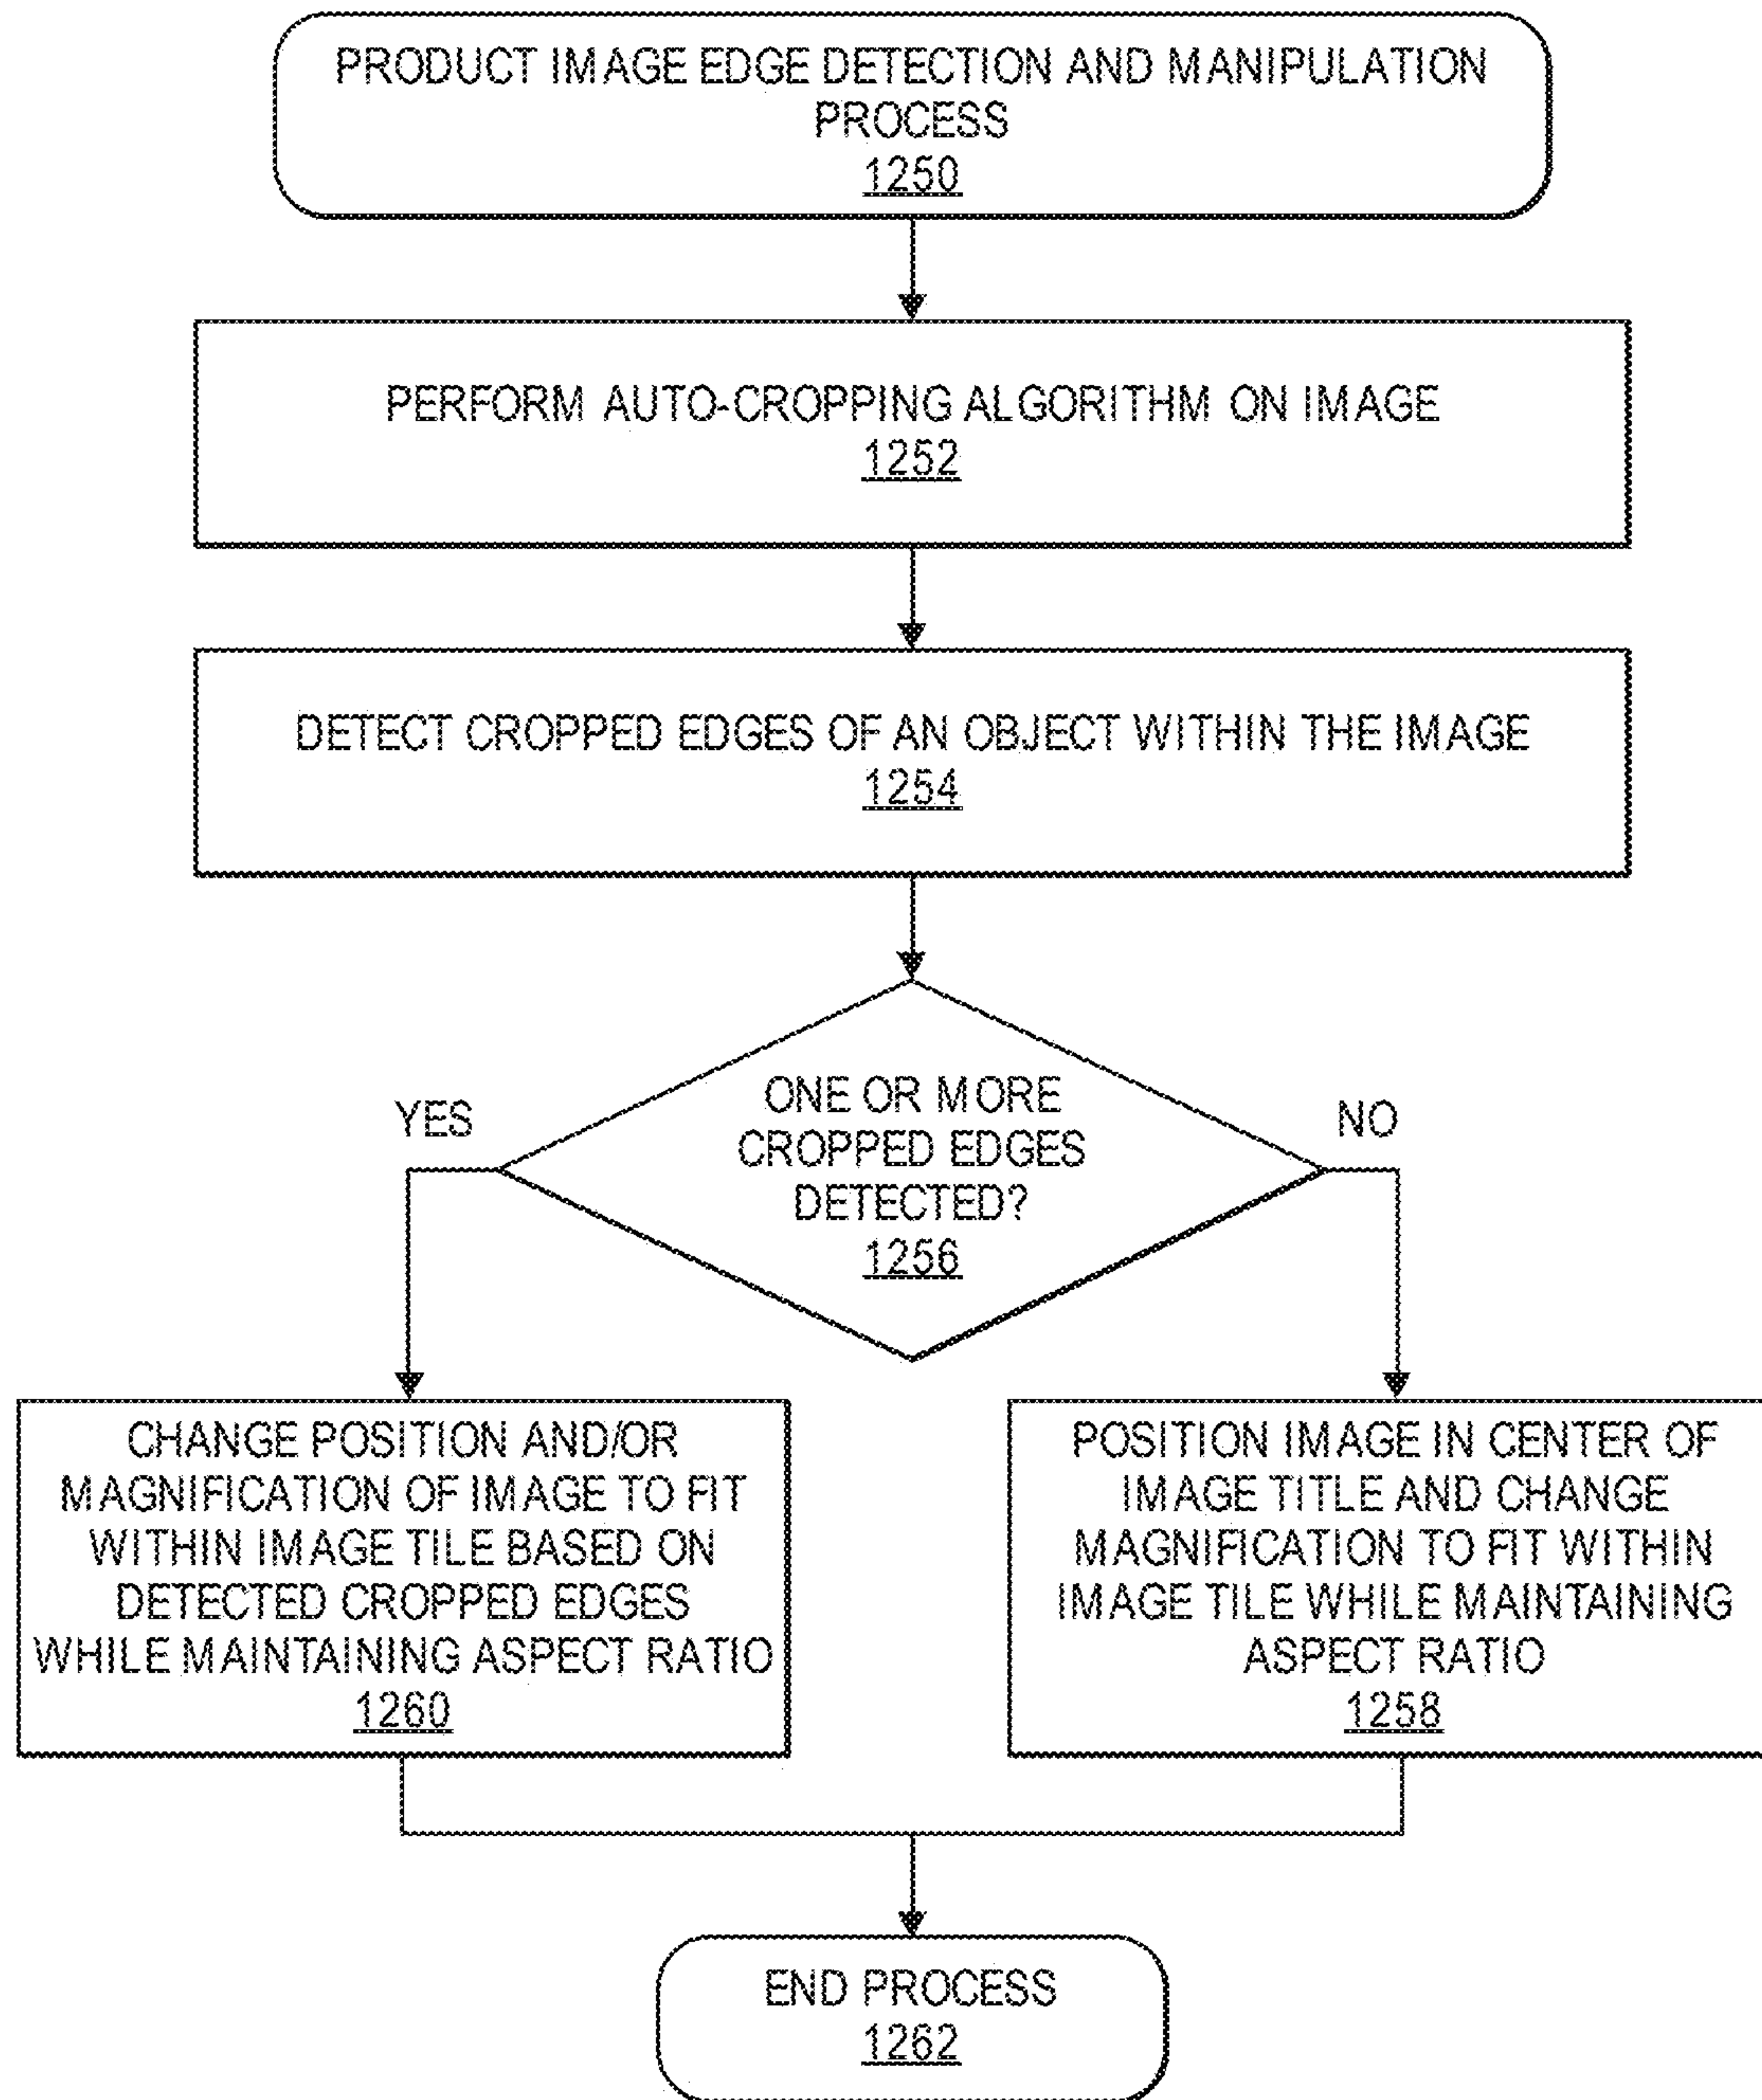 PRODUCT IMAGE EDGE DETECTION AND MANIPULATION
PROCESS
1250
PERFORM AUTO-CROPPING ALGORITHM ON IMAGE
1252
DETECT CROPPED EDGES OF AN OBJECT WITHIN THE IMAGE
1254
ONE OR MORE
CROPPED EDGES
DETECTED?
1256
YES
NO
CHANGE POSITION AND/OR
MAGNIFICATION OF IMAGE TO FIT
WITHIN IMAGE TILE BASED ON
DETECTED CROPPED EDGES
WHILE MAINTAINING ASPECT RATIO
1260
POSITION IMAGE IN CENTER OF
IMAGE TITLE AND CHANGE
MAGNIFICATION TO FIT WITHIN
IMAGE TILE WHILE MAINTAINING
ASPECT RATIO
1258
END PROCESS
1262